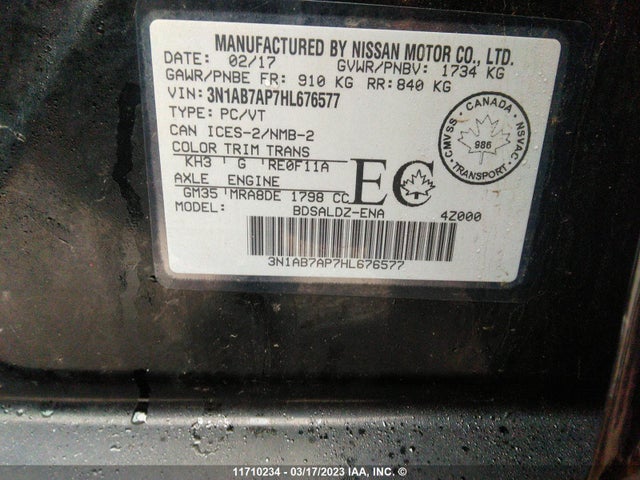 MANUFACTURED BY NISSAN MOTOR CO., LTD.
DATE: 02/17 GVWR/PNBV: 1734 KG
GAWR/PNBE FR: 910 KG RR: 840 KG
VIN: 3N1AB7AP7HL676577
TYPE: PC/VT
CAN ICES-2/NMB-2
COLOR TRIM TRANS
KH3 ' G 'RE0F11A
AXLE ENGINE
GM35 'MRA8DE 1798 CC
MODEL: BDSALDZ-ENA 4Z000
EC
3N1AB7AP7HL676577
CANADA
CMVSS NSVAC
986
TRANSPORT
11710234 - 03/17/2023 IAA, INC. ©